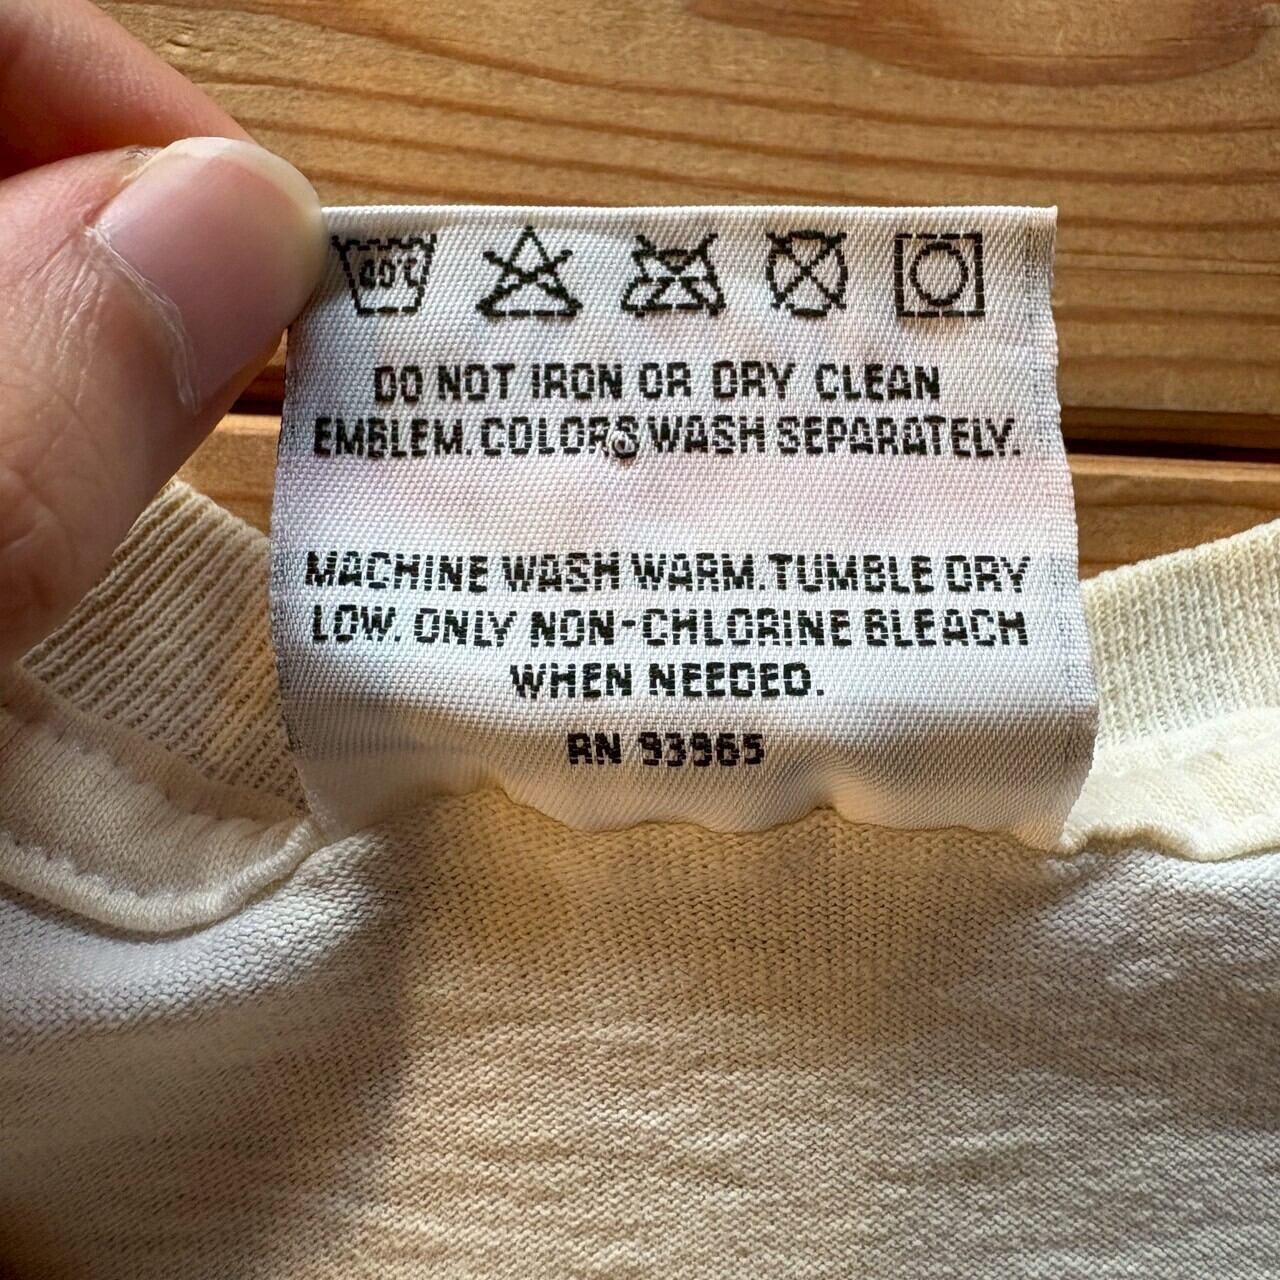 40°C
DO NOT IRON OR DRY CLEAN
EMBLEM. COLORS WASH SEPARATELY.
MACHINE WASH WARM. TUMBLE DRY
LOW. ONLY NON-CHLORINE BLEACH
WHEN NEEDED.
RN 93965